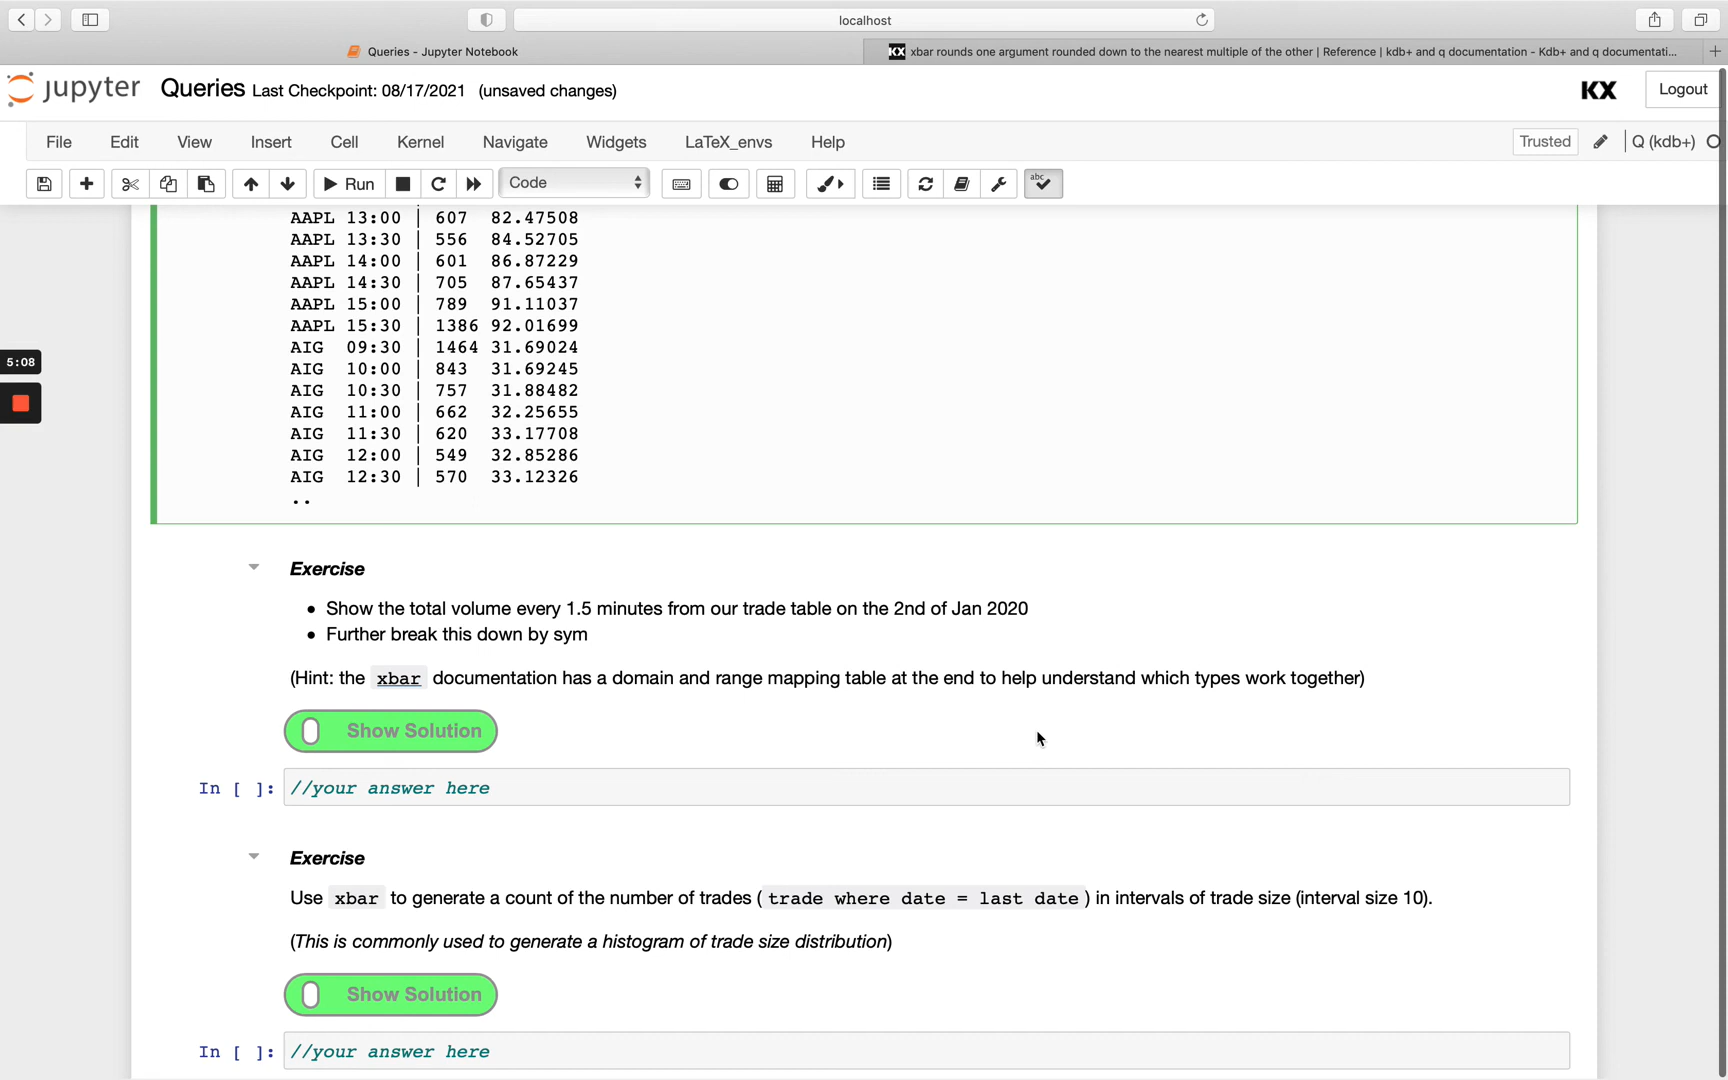 localhost
Queries - Jupyter Notebook
KX xbar rounds one argument rounded down to the nearest multiple of the other | Reference | kdb+ and q documentation - Kdb+ and q documentati...
jupyter Queries Last Checkpoint: 08/17/2021 (unsaved changes)
KX
Logout
File Edit View Insert Cell Kernel Navigate Widgets LaTeX_envs Help
Trusted
Q (kdb+)
Run
Code
abc
AAPL 13:00 | 607 82.47508
AAPL 13:30 | 556 84.52705
AAPL 14:00 | 601 86.87229
AAPL 14:30 | 705 87.65437
AAPL 15:00 | 789 91.11037
AAPL 15:30 | 1386 92.01699
AIG 09:30 | 1464 31.69024
AIG 10:00 | 843 31.69245
AIG 10:30 | 757 31.88482
AIG 11:00 | 662 32.25655
AIG 11:30 | 620 33.17708
AIG 12:00 | 549 32.85286
AIG 12:30 | 570 33.12326
..
5:08
Exercise
• Show the total volume every 1.5 minutes from our trade table on the 2nd of Jan 2020
• Further break this down by sym
(Hint: the xbar documentation has a domain and range mapping table at the end to help understand which types work together)
Show Solution
In [ ]: //your answer here
Exercise
Use xbar to generate a count of the number of trades ( trade where date = last date ) in intervals of trade size (interval size 10).
(This is commonly used to generate a histogram of trade size distribution)
Show Solution
In [ ]: //your answer here